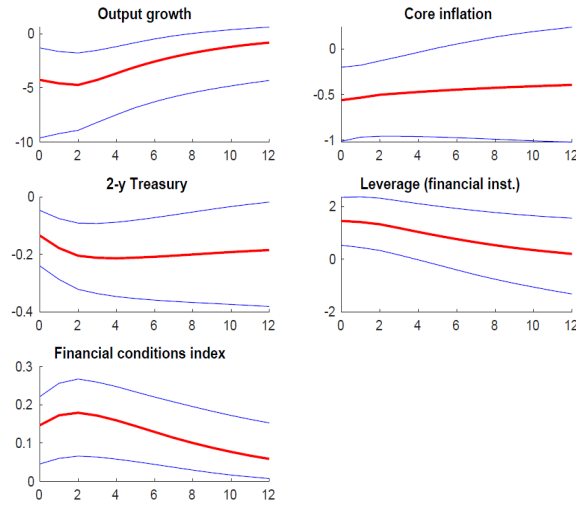 Output growth
0
-5
-10
0 2 4 6 8 10 12
Core inflation
0
-0.5
-1
0 2 4 6 8 10 12
2-y Treasury
0
-0.2
-0.4
0 2 4 6 8 10 12
Leverage (financial inst.)
2
0
-2
0 2 4 6 8 10 12
Financial conditions index
0.3
0.2
0.1
0
0 2 4 6 8 10 12